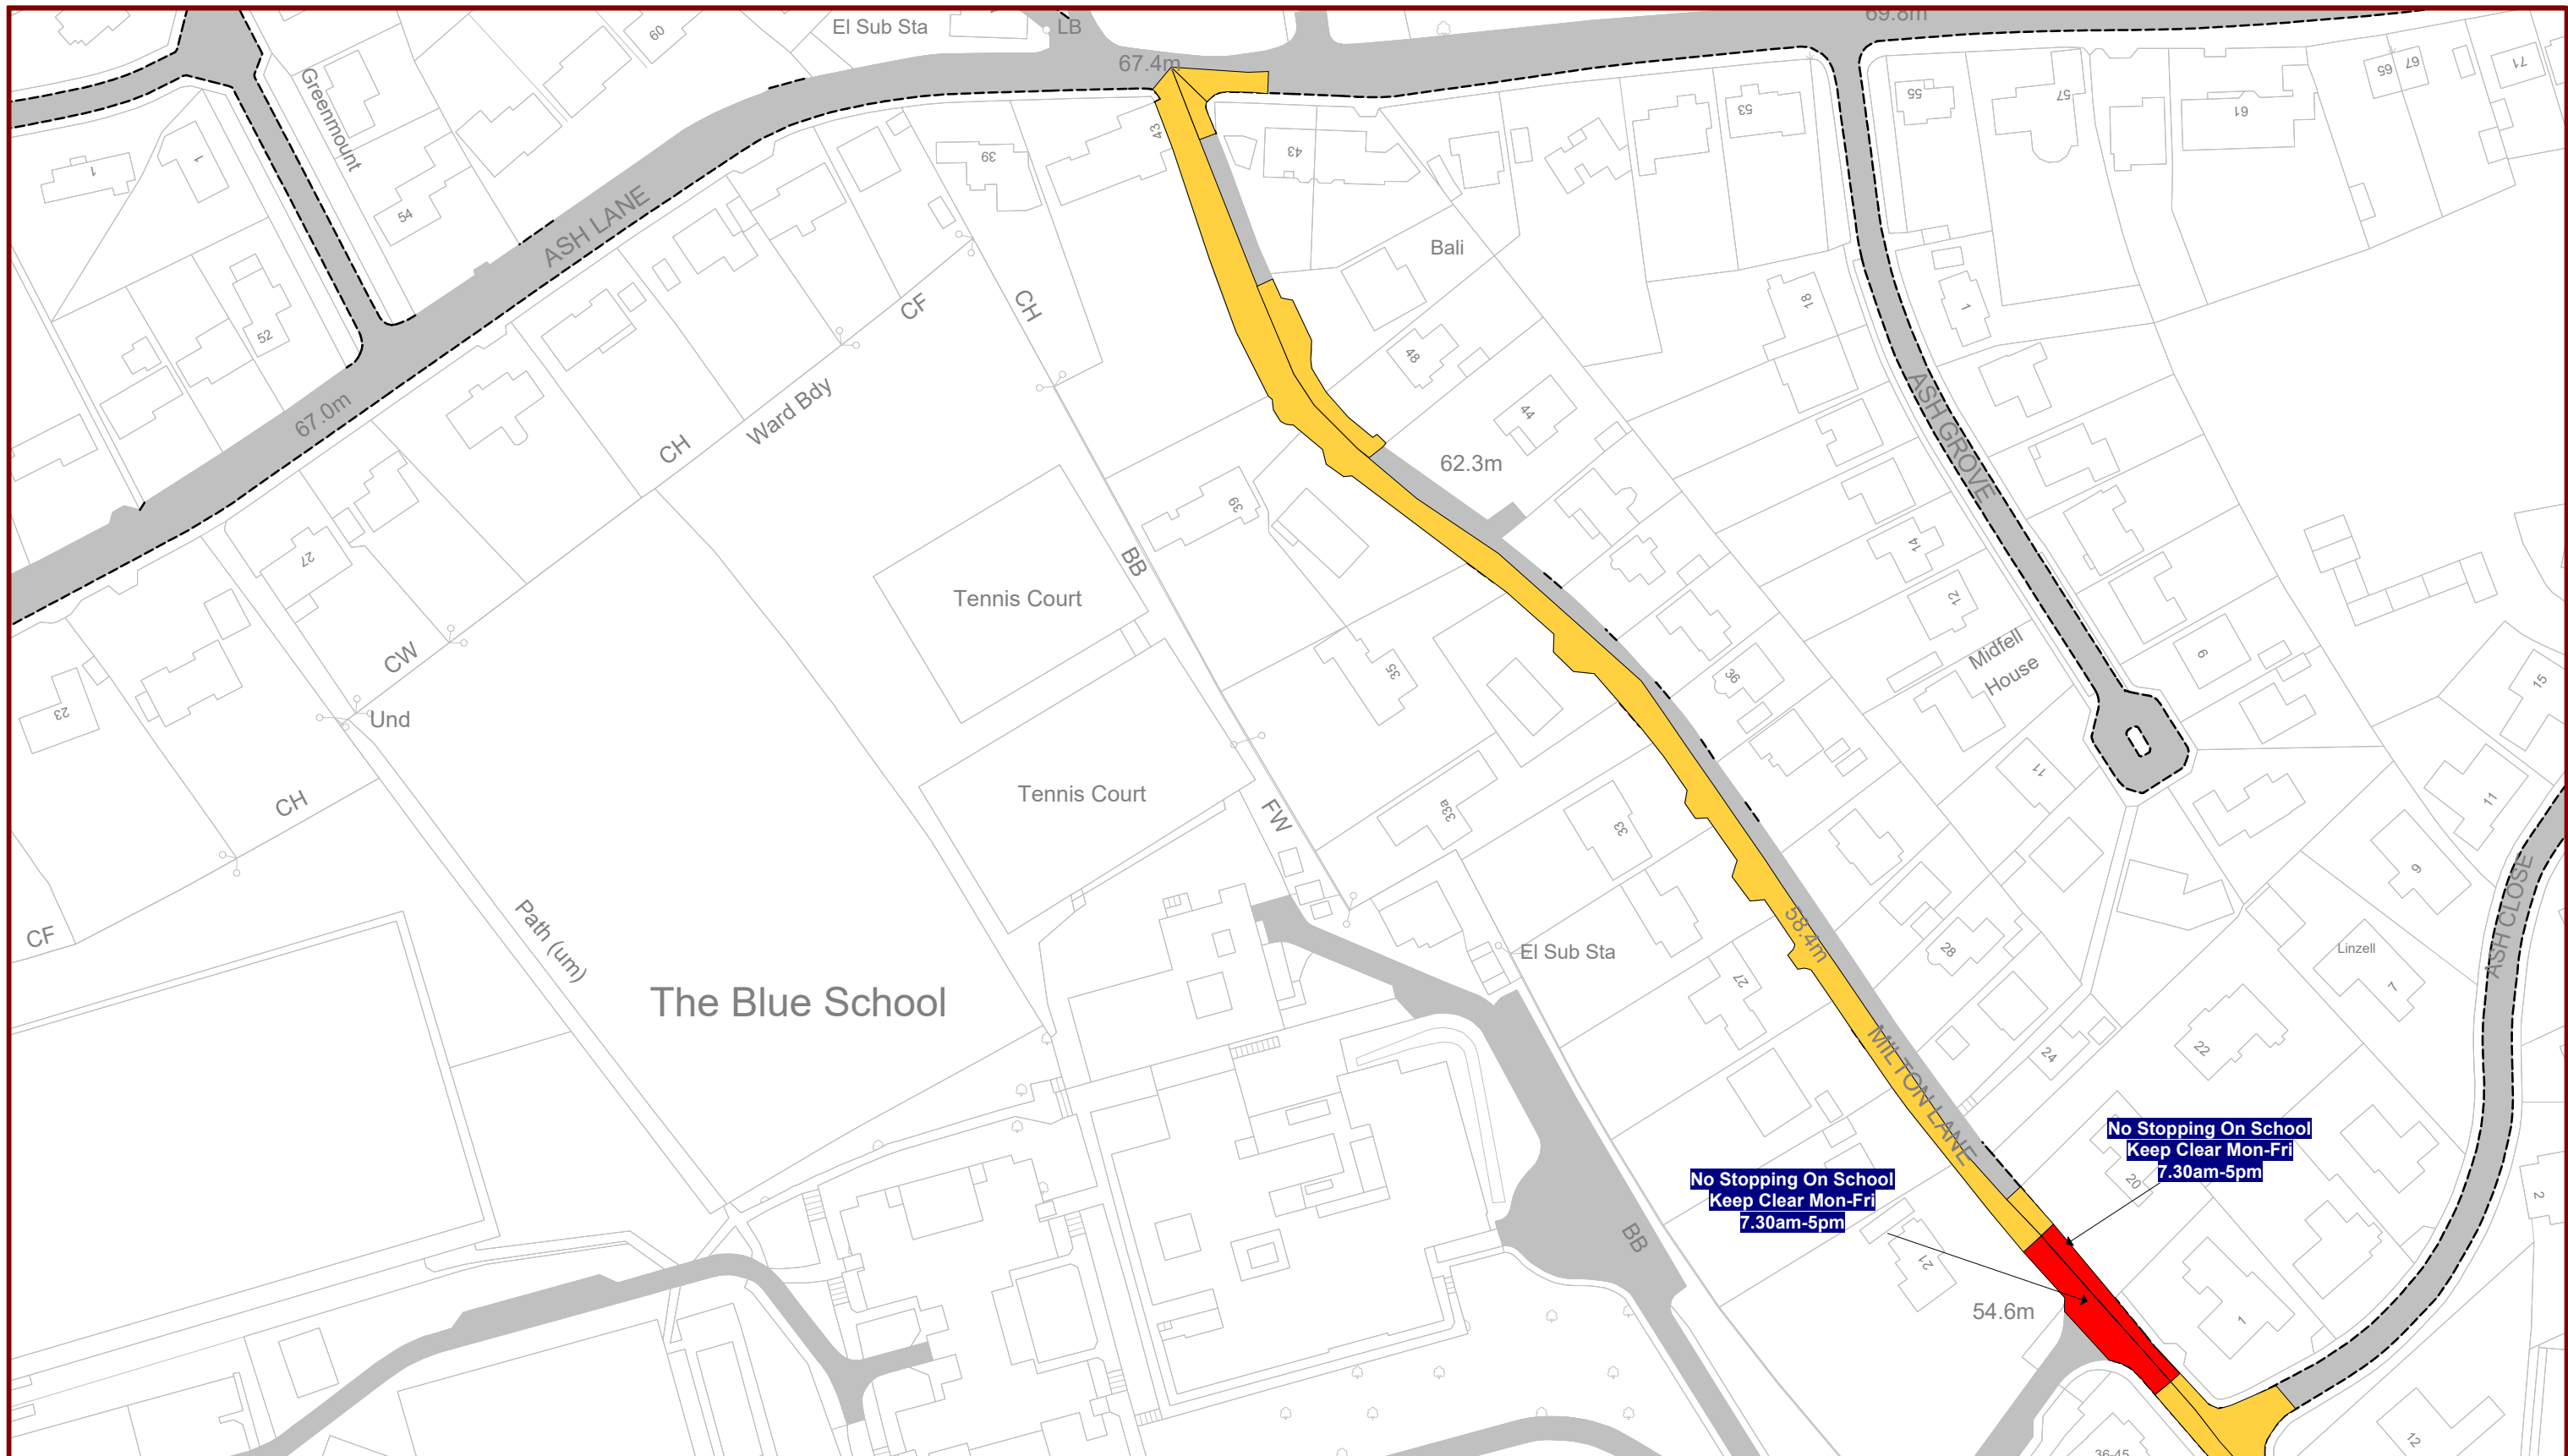 El Sub Sta
LB
69.8m
60
67.4m
Greenmount
65
67
71
55
57
61
53
43
43
39
1
1
54
ASH LANE
52
67.0m
Bali
CH
CF
18
1
48
44
Ward Bdy
CH
62.3m
ASH GROVE
39
BB
27
14
12
Tennis Court
CW
35
36
Midfell
House
9
15
23
Und
Tennis Court
CH
FW
33a
33
11
11
9
ASH CLOSE
CF
Path (um)
58.4m
28
Linzell
El Sub Sta
27
7
The Blue School
MILTON LANE
24
22
No Stopping On School
Keep Clear Mon-Fri
7.30am-5pm
No Stopping On School
Keep Clear Mon-Fri
7.30am-5pm
20
2
BB
21
54.6m
1
12
36-45